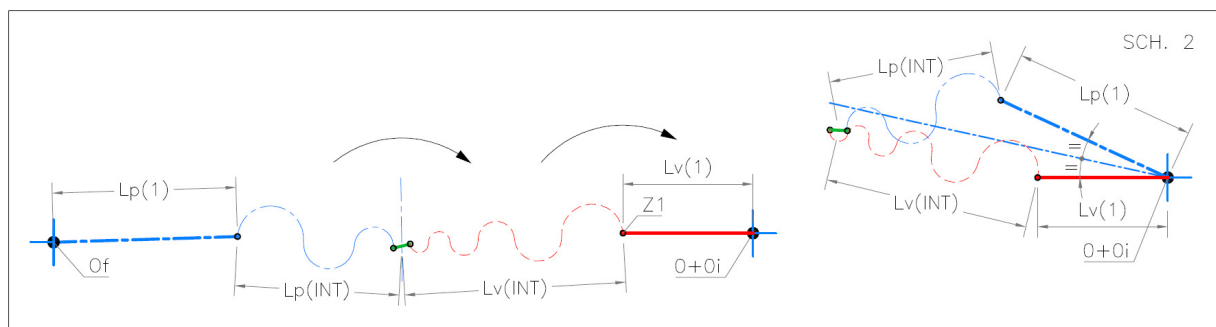 SCH. 2
Lp(1)
Of
Lp(INT)
Lv(INT)
Z1
Lv(1)
0+0i
Lp(INT)
Lp(1)
=
=
Lv(INT)
Lv(1)
0+0i